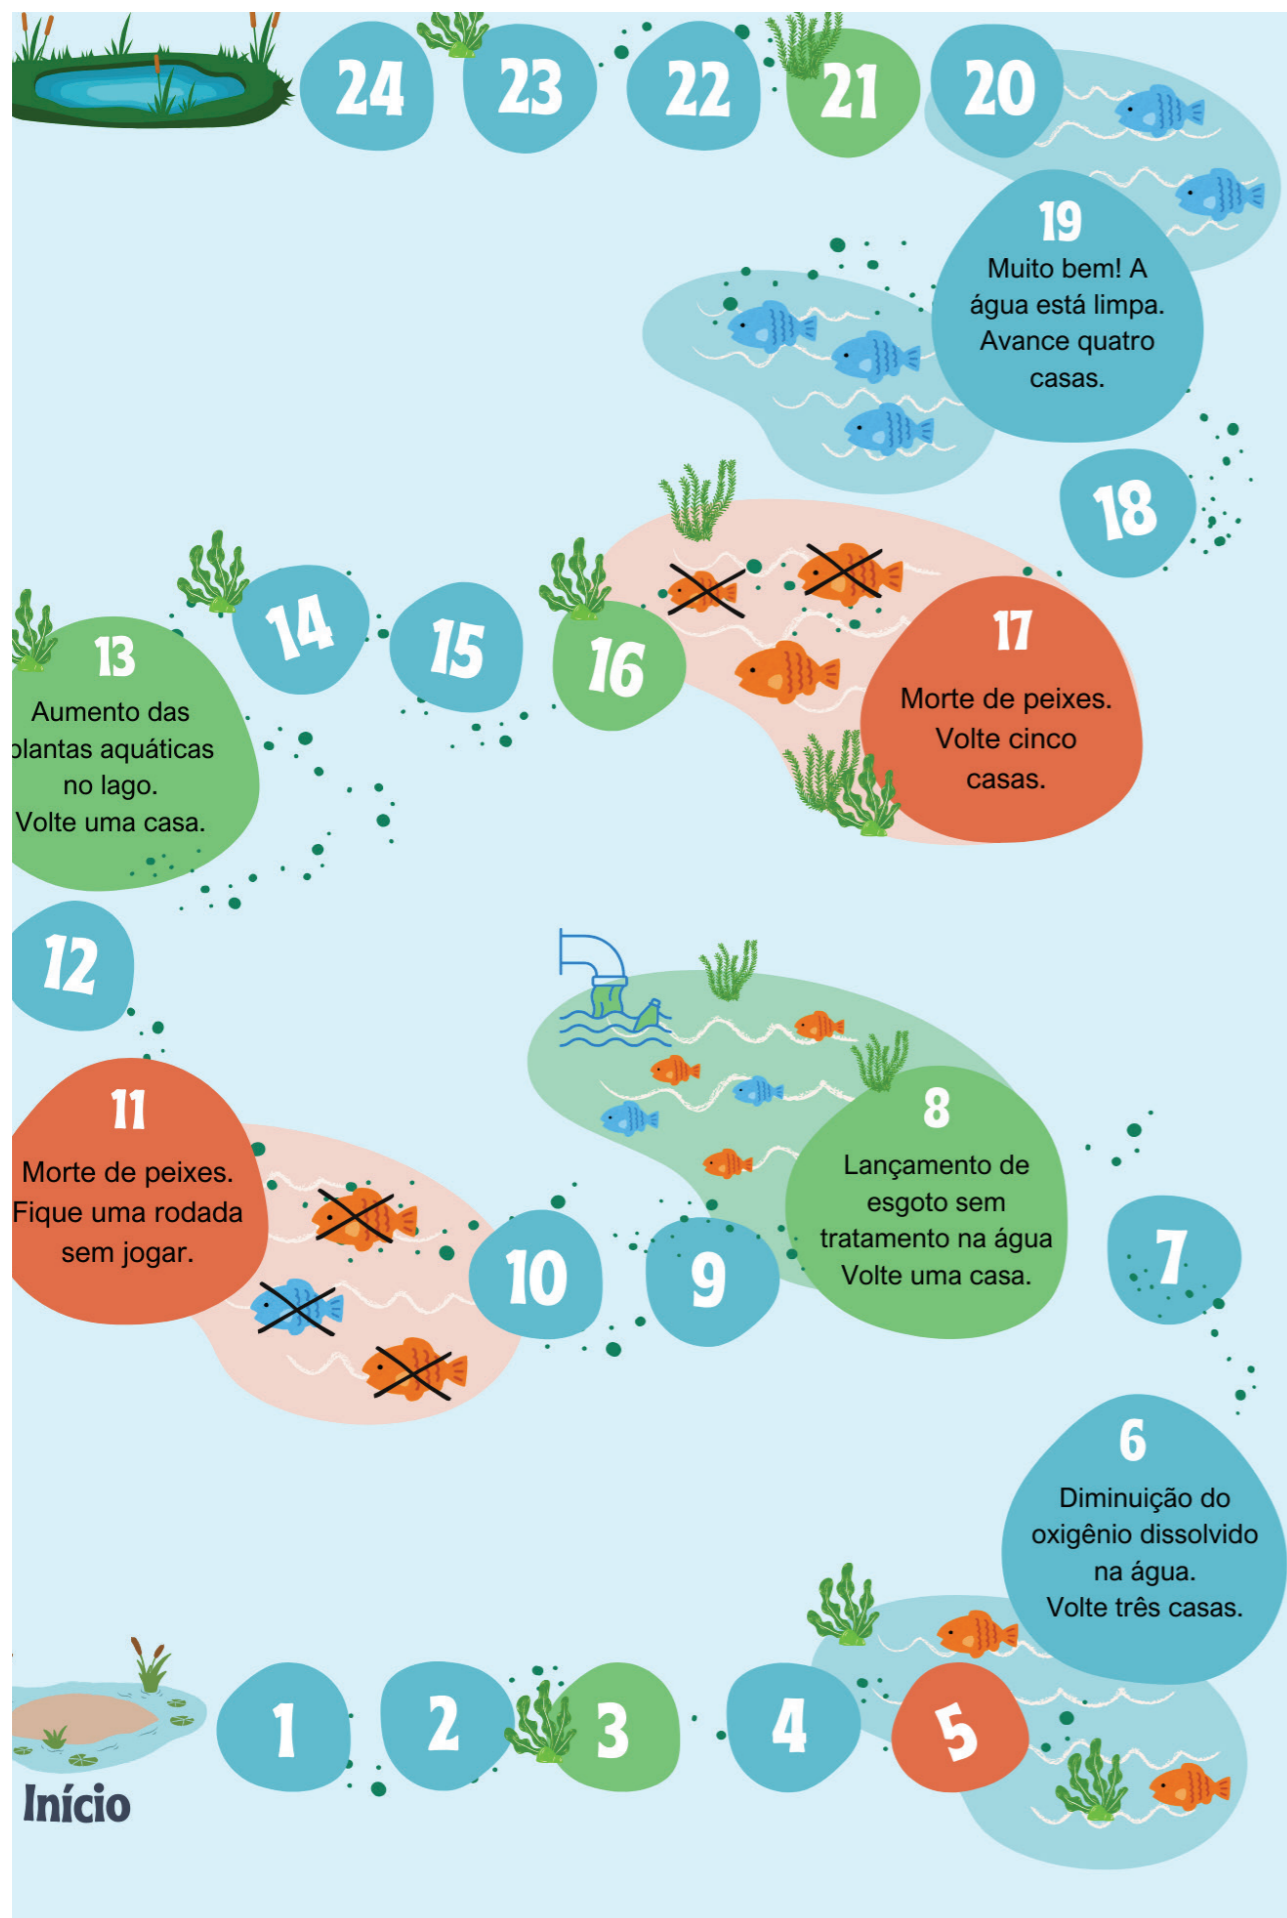 24
23
22
21
20
19
Muito bem! A
água está limpa.
Avance quatro
casas.
18
17
Morte de peixes.
Volte cinco
casas.
16
15
14
13
Aumento das
plantas aquáticas
no lago.
Volte uma casa.
12
11
Morte de peixes.
Fique uma rodada
sem jogar.
10
9
8
Lançamento de
esgoto sem
tratamento na água
Volte uma casa.
7
6
Diminuição do
oxigênio dissolvido
na água.
Volte três casas.
1
2
3
4
5
Início